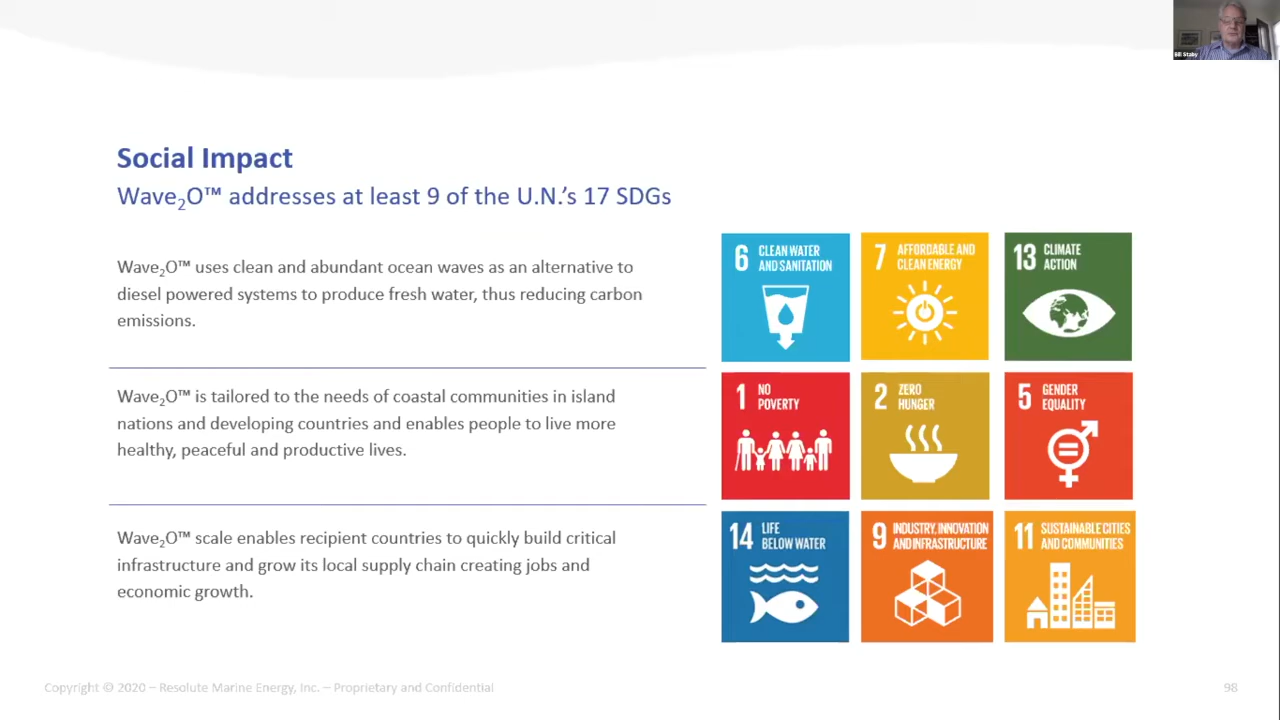 Bill Staby
Social Impact
Wave₂O™ addresses at least 9 of the U.N.'s 17 SDGs
Wave₂O™ uses clean and abundant ocean waves as an alternative to
diesel powered systems to produce fresh water, thus reducing carbon
emissions.
Wave₂O™ is tailored to the needs of coastal communities in island
nations and developing countries and enables people to live more
healthy, peaceful and productive lives.
Wave₂O™ scale enables recipient countries to quickly build critical
infrastructure and grow its local supply chain creating jobs and
economic growth.
6 CLEAN WATER
AND SANITATION
7 AFFORDABLE AND
CLEAN ENERGY
13 CLIMATE
ACTION
1 NO
POVERTY
2 ZERO
HUNGER
5 GENDER
EQUALITY
14 LIFE
BELOW WATER
9 INDUSTRY, INNOVATION
AND INFRASTRUCTURE
11 SUSTAINABLE CITIES
AND COMMUNITIES
Copyright © 2020 – Resolute Marine Energy, Inc. – Proprietary and Confidential
98